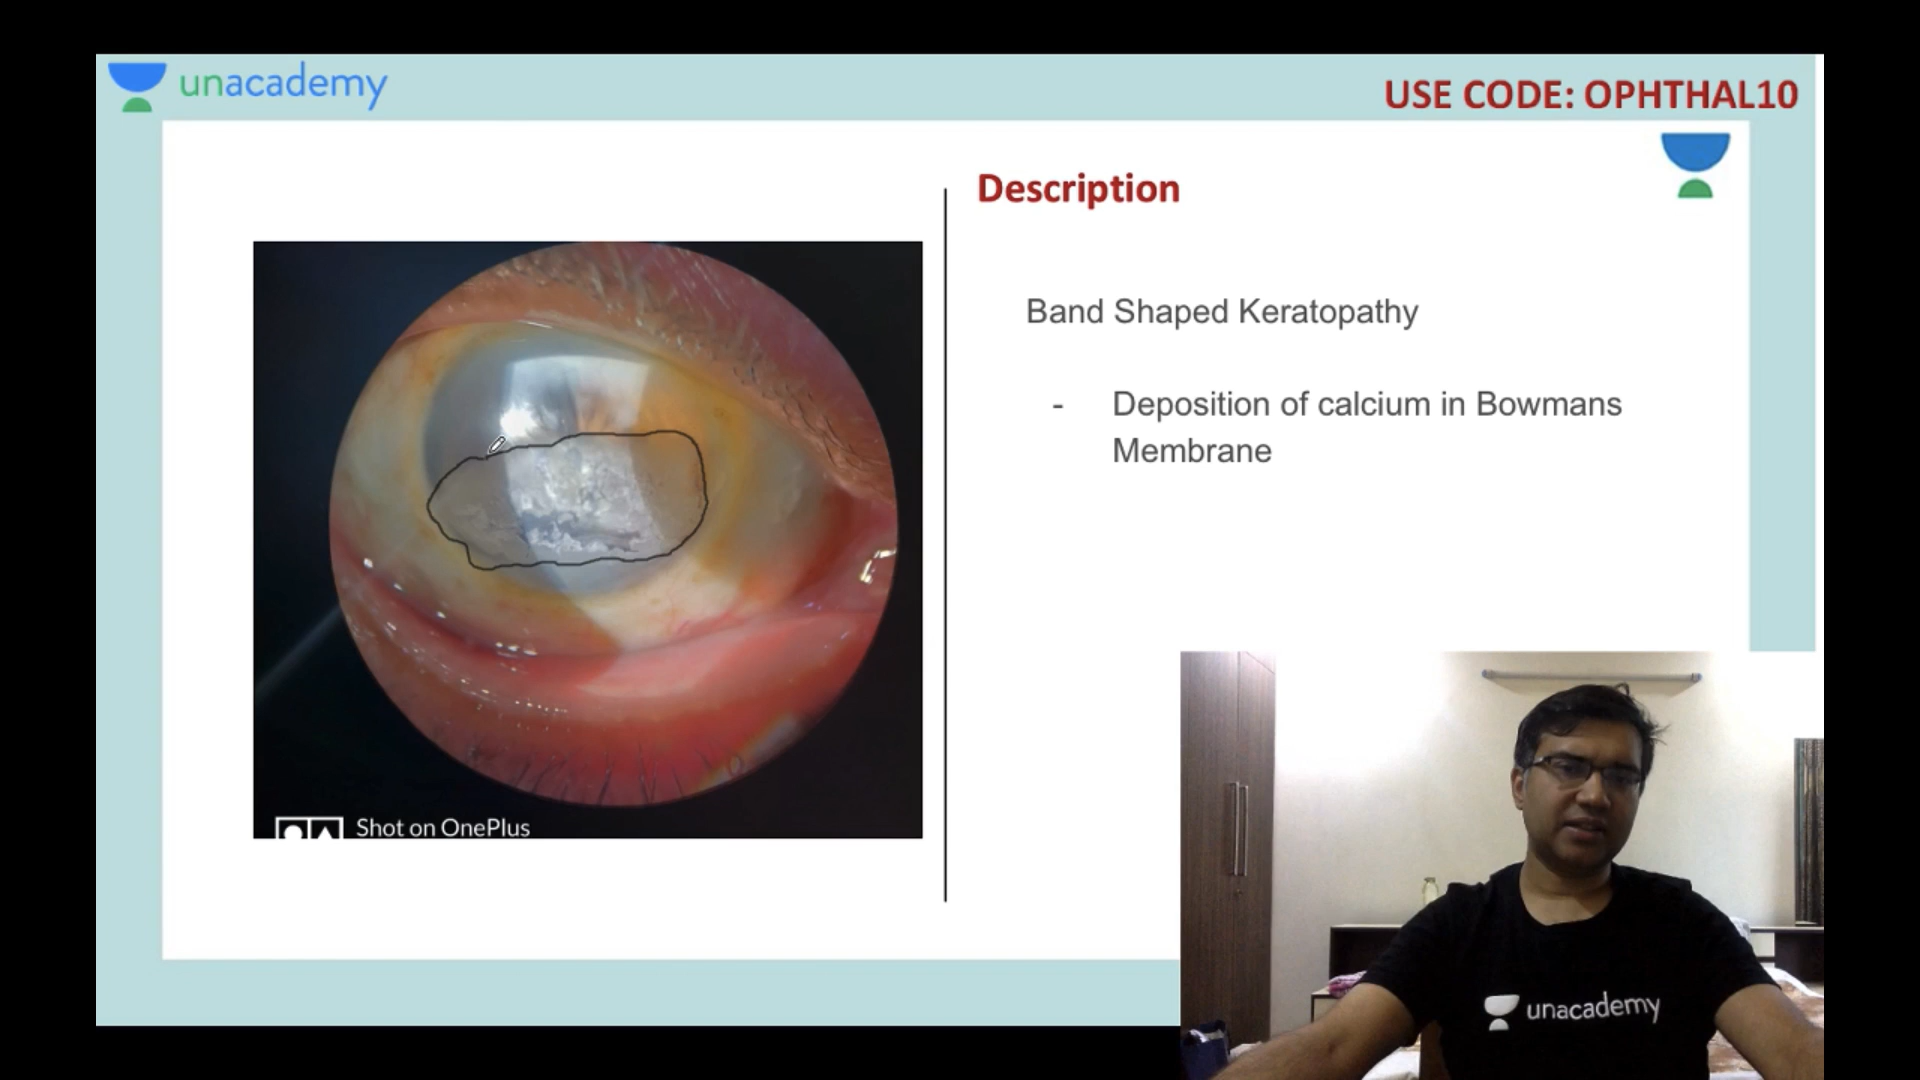 unacademy
USE CODE: OPHTHAL10
Description
Band Shaped Keratopathy
- Deposition of calcium in Bowmans
Membrane
Shot on OnePlus
unacademy